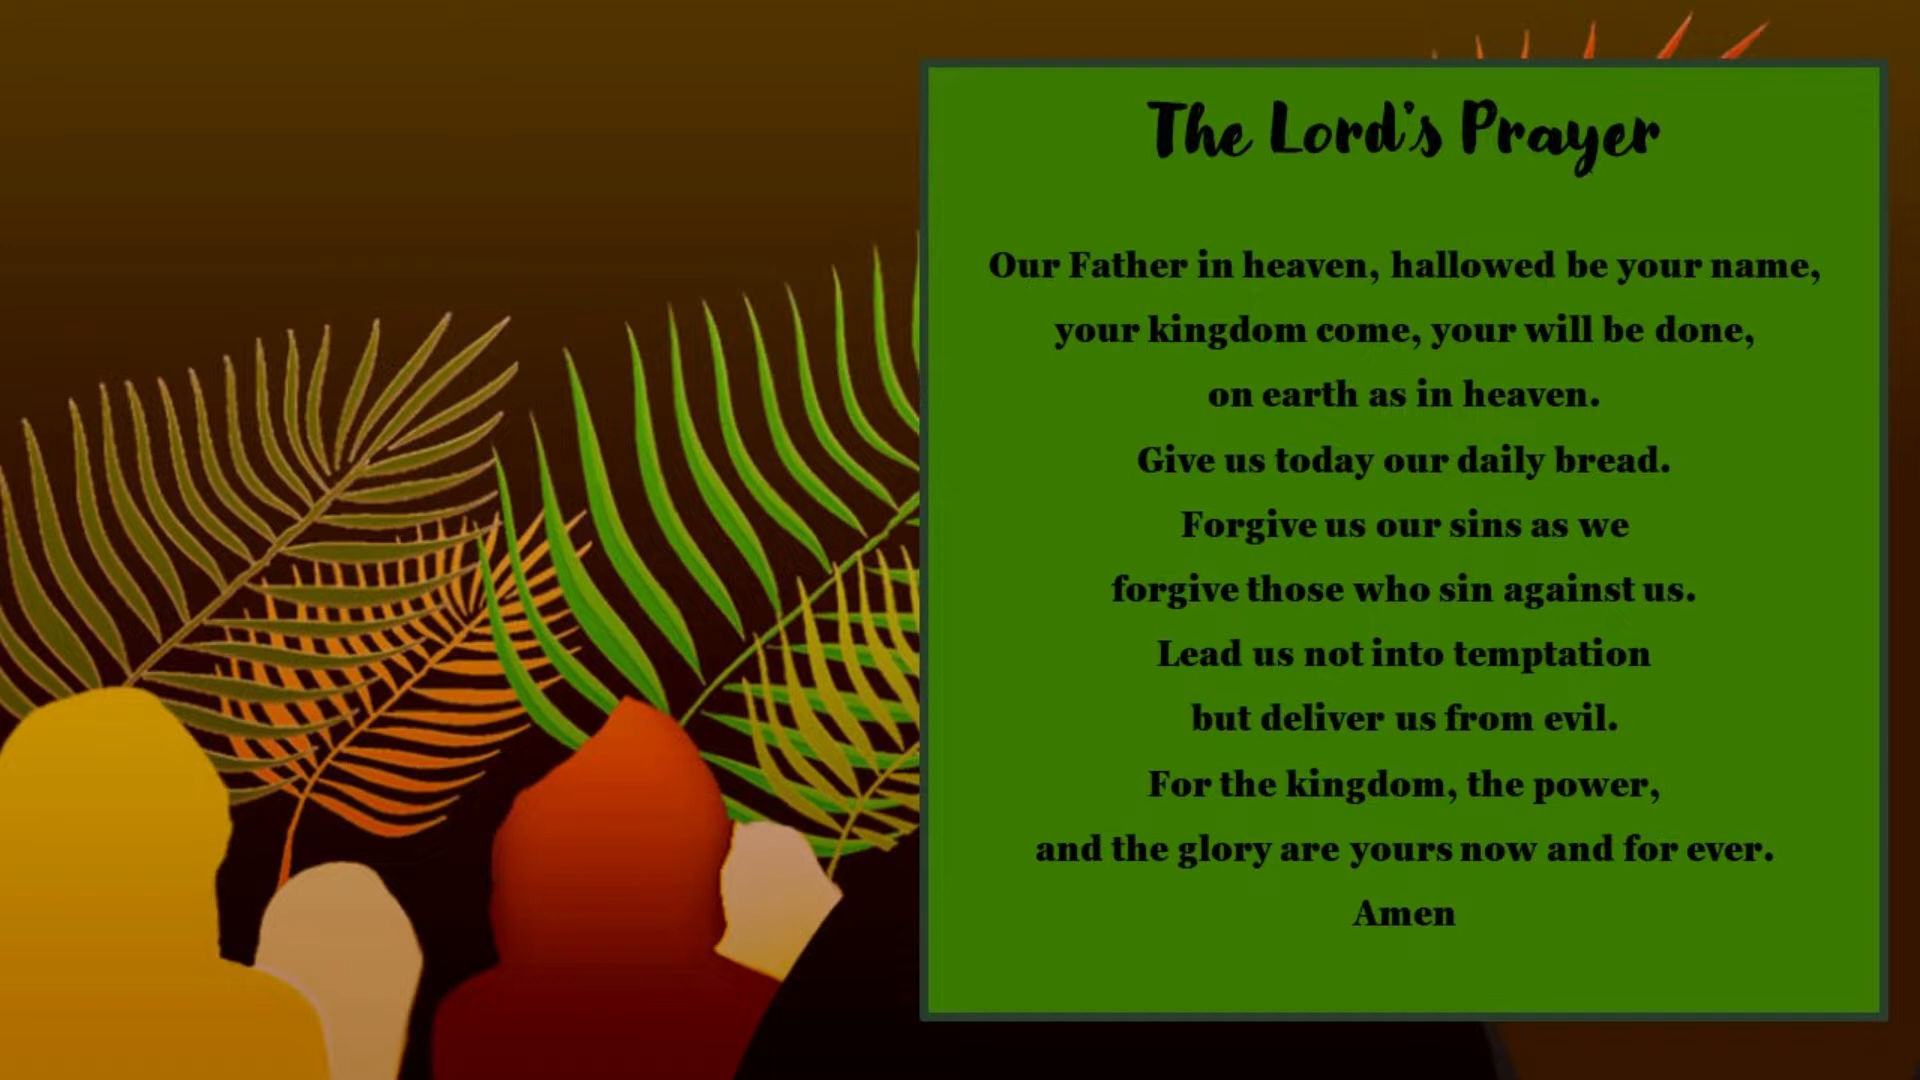 The Lord's Prayer
Our Father in heaven, hallowed be your name,
your kingdom come, your will be done,
on earth as in heaven.
Give us today our daily bread.
Forgive us our sins as we
forgive those who sin against us.
Lead us not into temptation
but deliver us from evil.
For the kingdom, the power,
and the glory are yours now and for ever.
Amen